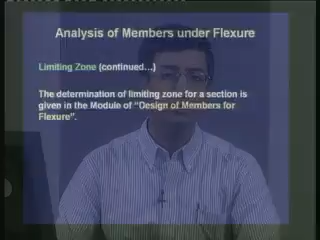 Analysis of Members under Flexure
Limiting Zone (continued…)
The determination of limiting zone for a section is
given in the Module of "Design of Members for
Flexure".